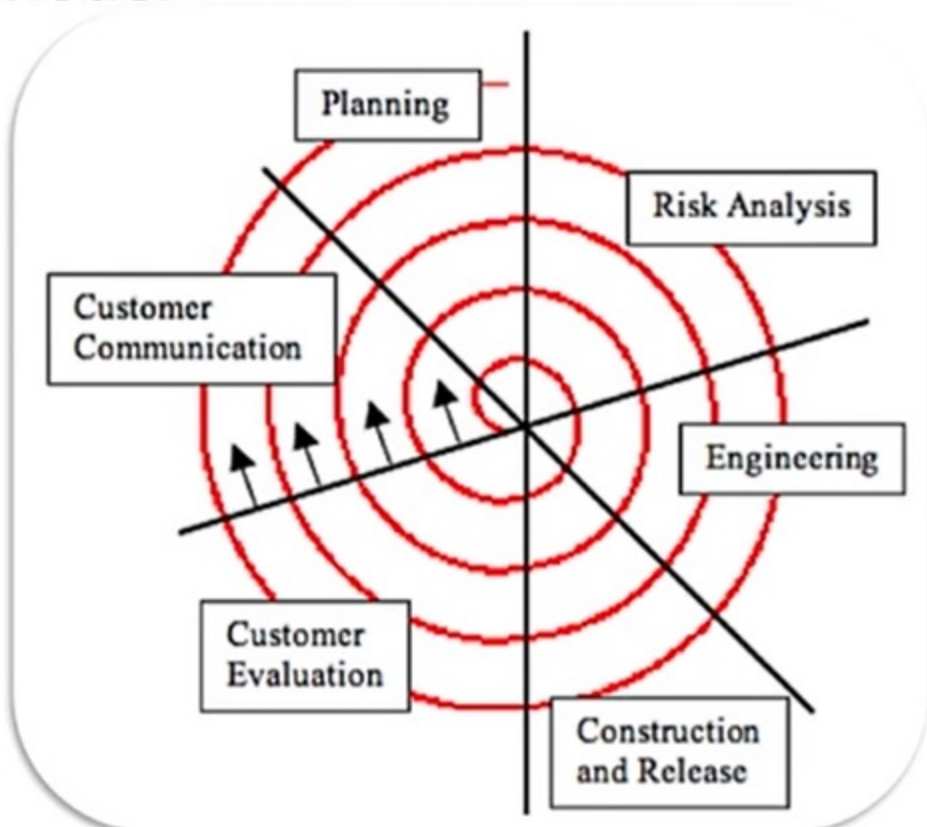 Planning
Risk Analysis
Customer
Communication
Engineering
Customer
Evaluation
Construction
and Release